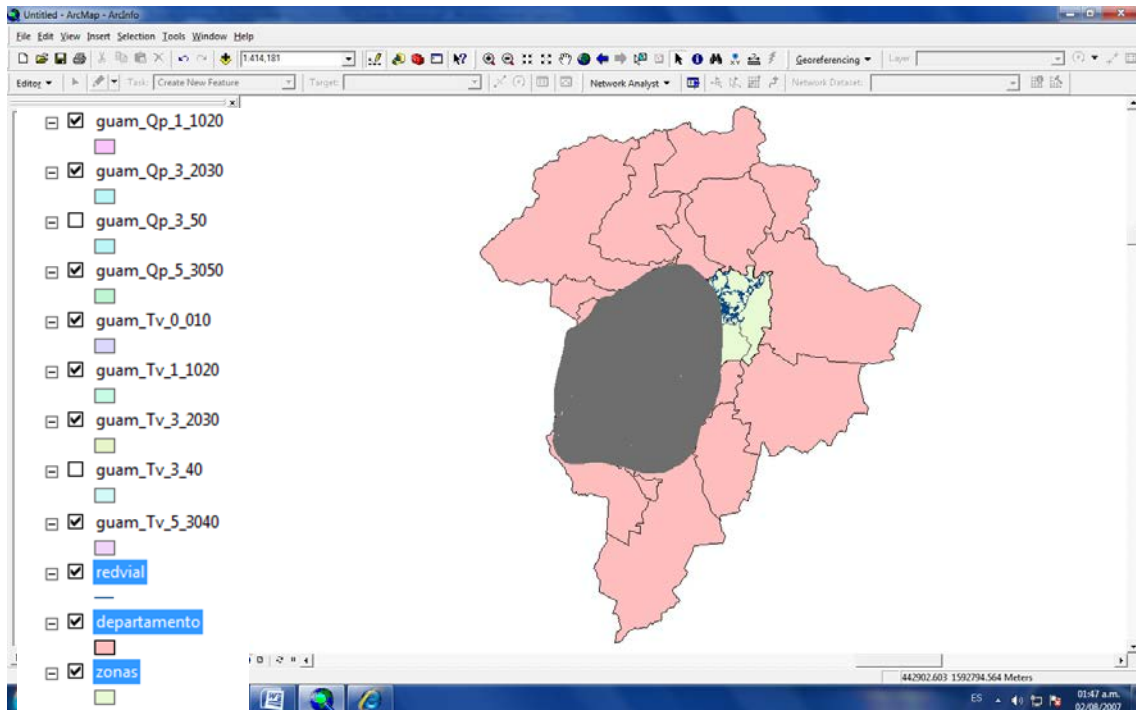 Untitled - ArcMap - ArcInfo
File Edit View Insert Selection Tools Window Help
1:414,181
Georeferencing
Layer
Editor
Task: Create New Feature
Target:
Network Analyst
Network Dataset:
guam_Qp_1_1020
guam_Qp_3_2030
guam_Qp_3_50
guam_Qp_5_3050
guam_Tv_0_010
guam_Tv_1_1020
guam_Tv_3_2030
guam_Tv_3_40
guam_Tv_5_3040
redvial
departamento
zonas
442902.603 1592794.564 Meters
ES
01:47 a.m.
02/08/2007